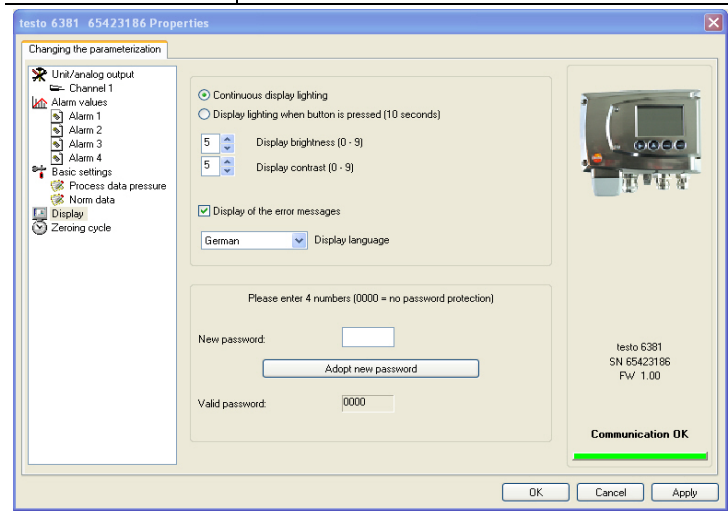 testo 6381 65423186 Properties
Changing the parameterization
Unit/analog output
Channel 1
Alarm values
Alarm 1
Alarm 2
Alarm 3
Alarm 4
Basic settings
Process data pressure
Norm data
Display
Zeroing cycle
Continuous display lighting
Display lighting when button is pressed (10 seconds)
5 Display brightness (0 - 9)
5 Display contrast (0 - 9)
Display of the error messages
German Display language
Please enter 4 numbers (0000 = no password protection)
New password:
Adopt new password
Valid password: 0000
testo 6381
SN 65423186
FW 1.00
Communication OK
OK Cancel Apply